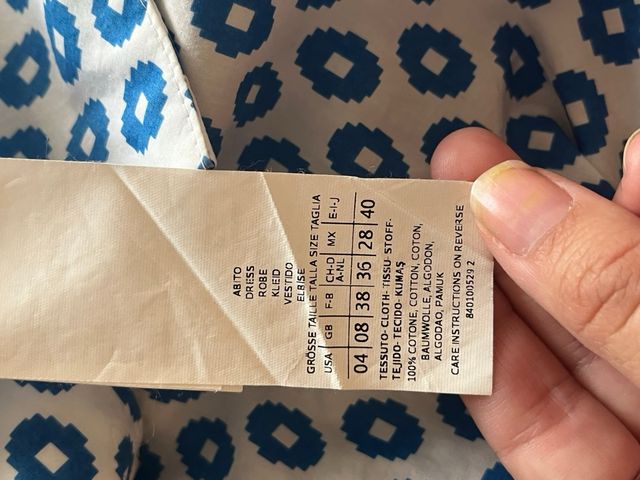 ABITO
DRESS
ROBE
KLEID
VESTIDO
ELBİSE
GRÖSSE TAILLE TALLA SIZE TAGLIA
USA GB F-B CH-D A-NL MX E-I-J
04 08 38 36 28 40
TESSUTO- CLOTH- TISSU- STOFF-
TEJIDO- TECIDO- KUMAŞ
100% COTONE, COTTON, COTON,
BAUMWOLLE, ALGODON,
ALGODAO, PAMUK
CARE INSTRUCTIONS ON REVERSE
840100529 2